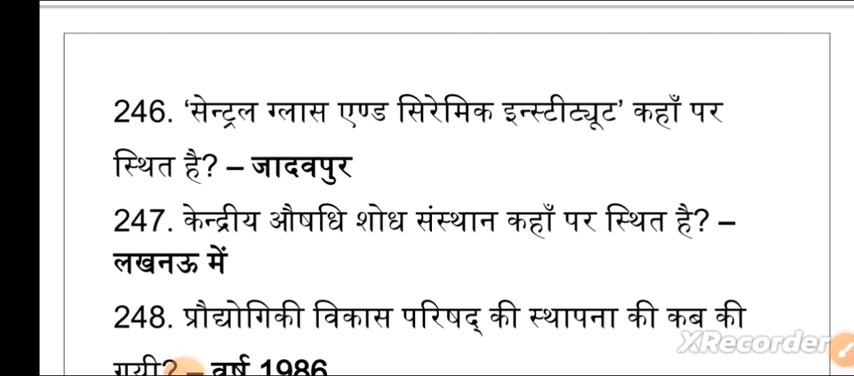 246. ‘सेन्ट्रल ग्लास एण्ड सिरेमिक इन्स्टीट्यूट’ कहाँ पर
स्थित है? – जादवपुर
247. केन्द्रीय औषधि शोध संस्थान कहाँ पर स्थित है? –
लखनऊ में
248. प्रौद्योगिकी विकास परिषद् की स्थापना की कब की
गयी? – वर्ष 1986
XRecorder